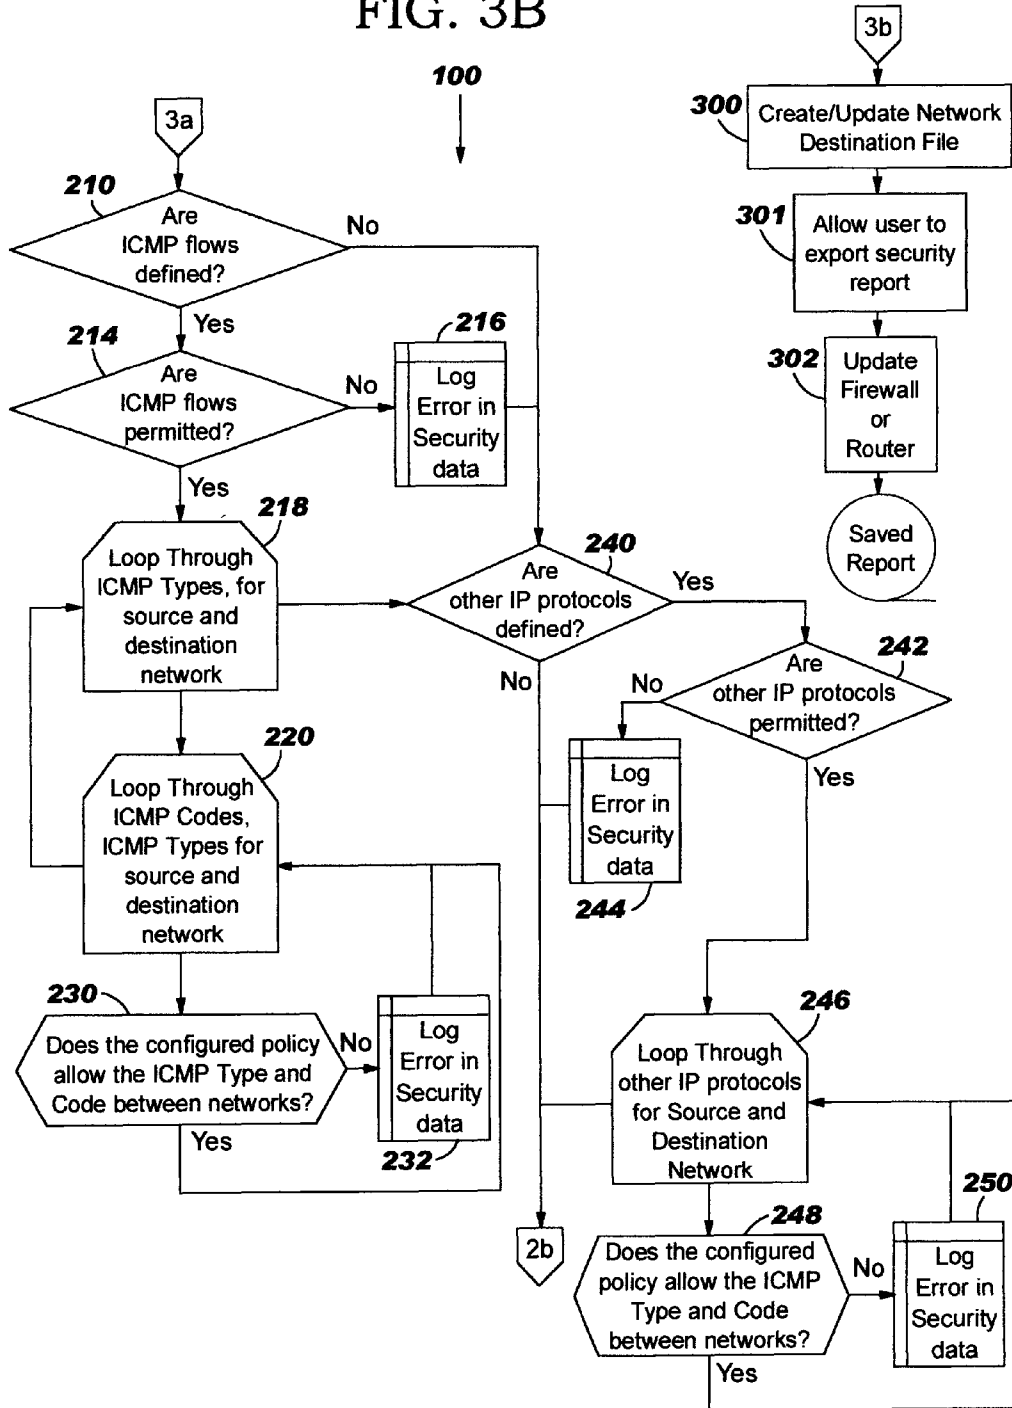 FIG. 3B
100
3a
210
Are
ICMP flows
defined?
No
Yes
214
Are
ICMP flows
permitted?
No
216
Log
Error in
Security
data
Yes
218
Loop Through
ICMP Types, for
source and
destination
network
220
Loop Through
ICMP Codes,
ICMP Types for
source and
destination
network
230
Does the configured policy
allow the ICMP Type and
Code between networks?
No
Log
Error in
Security
data
232
Yes
240
Are
other IP protocols
defined?
Yes
No
242
Are
other IP protocols
permitted?
No
Log
Error in
Security
data
244
Yes
246
Loop Through
other IP protocols
for Source and
Destination
Network
2b
248
Does the configured
policy allow the ICMP
Type and Code
between networks?
No
250
Log
Error in
Security
data
Yes
3b
300
Create/Update Network
Destination File
301
Allow user to
export security
report
302
Update
Firewall
or
Router
Saved
Report